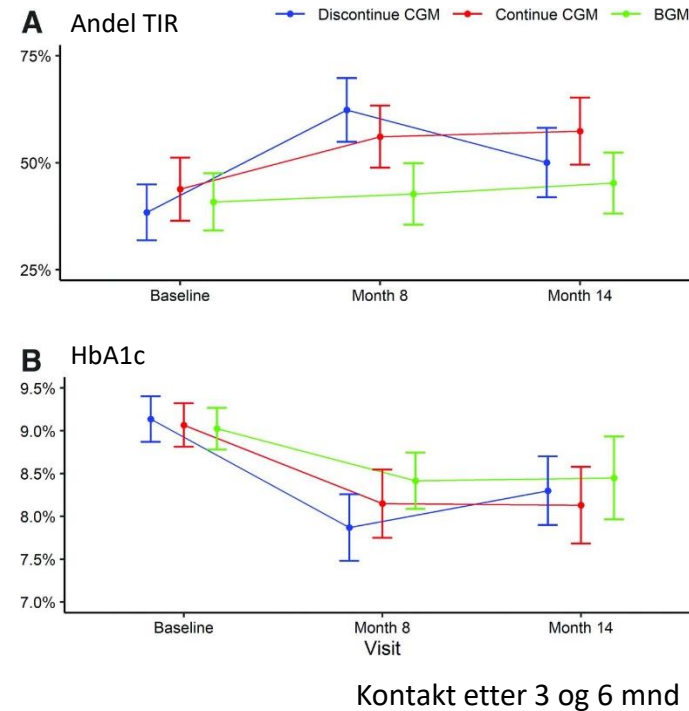 A Andel TIR
Discontinue CGM Continue CGM BGM
75%
50%
25%
Baseline Month 8 Month 14
B HbA1c
9.5%
9.0%
8.5%
8.0%
7.5%
7.0%
Baseline Month 8 Month 14
Visit
Kontakt etter 3 og 6 mnd